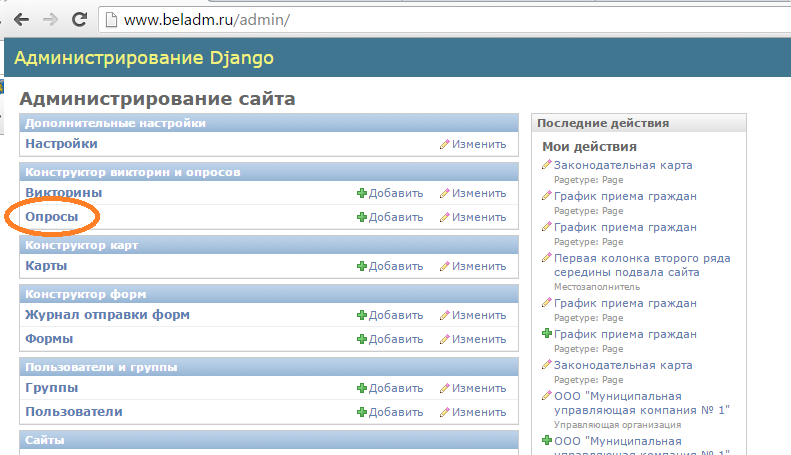 www.beladm.ru/admin/
Администрирование Django
Администрирование сайта
Дополнительные настройки
Настройки Изменить
Конструктор викторин и опросов
Викторины Добавить Изменить
Опросы Добавить Изменить
Конструктор карт
Карты Добавить Изменить
Конструктор форм
Журнал отправки форм Добавить Изменить
Формы Добавить Изменить
Пользователи и группы
Группы Добавить Изменить
Пользователи Добавить Изменить
Сайты
Последние действия
Мои действия
Законодательная карта
Pagetype: Page
График приема граждан
Pagetype: Page
График приема граждан
Pagetype: Page
Первая колонка второго ряда
середины подвала сайта
Местозаполнитель
График приема граждан
Pagetype: Page
График приема граждан
Pagetype: Page
Законодательная карта
Pagetype: Page
ООО "Муниципальная
управляющая компания № 1"
Управляющая организация
ООО "Муниципальная
управляющая компания № 1"